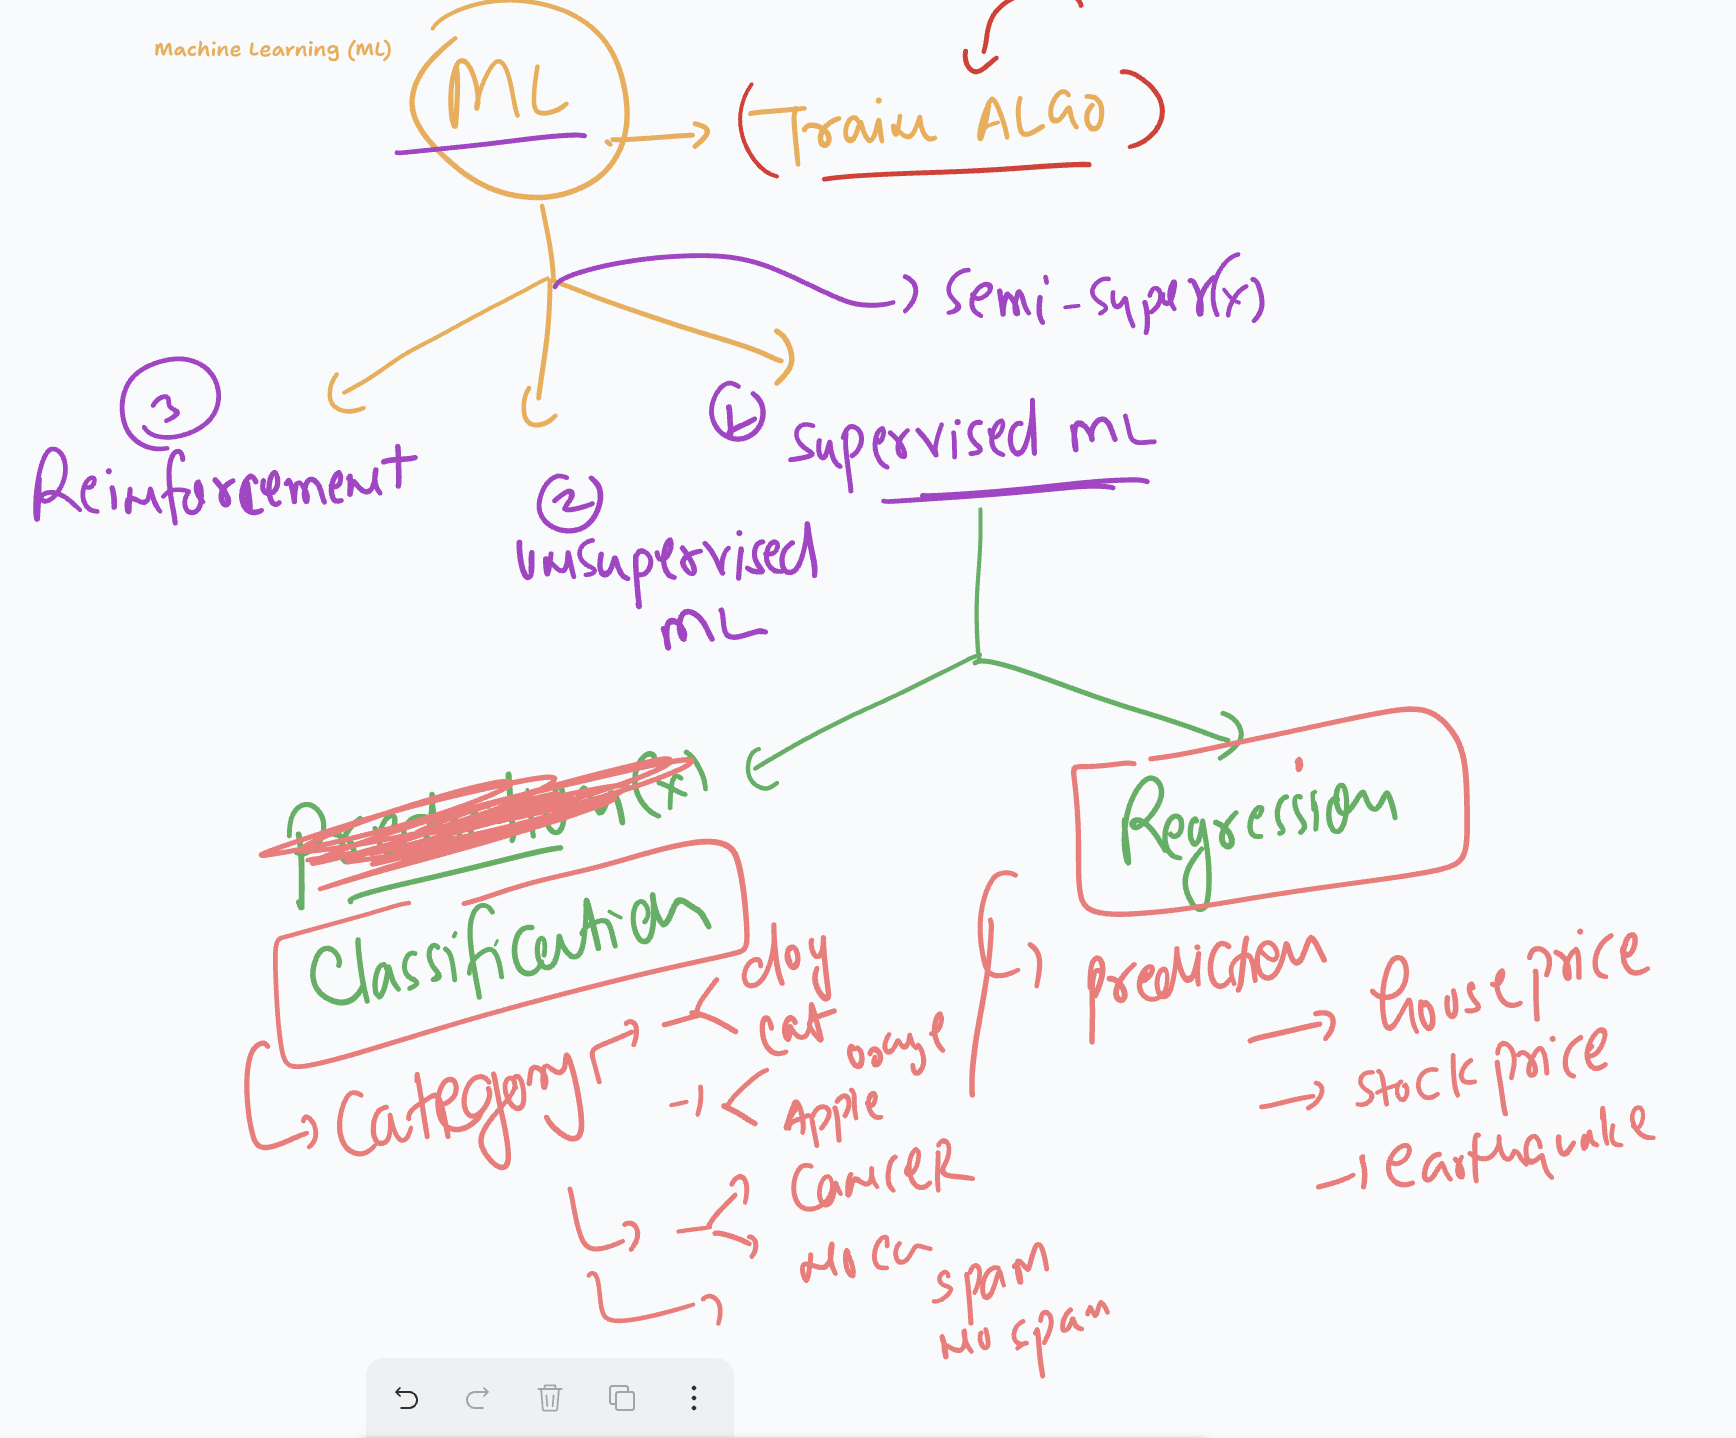 Machine Learning (ML)
ML
(Train ALGO)
Semi-super(x)
3
Reinforcement
1
Supervised ML
2
Unsupervised
ML
(x)
Classification
Regression
Category
dog
cat
orange
Apple
Cancer
No Ca
Spam
No spam
prediction
house price
stock price
earthquake